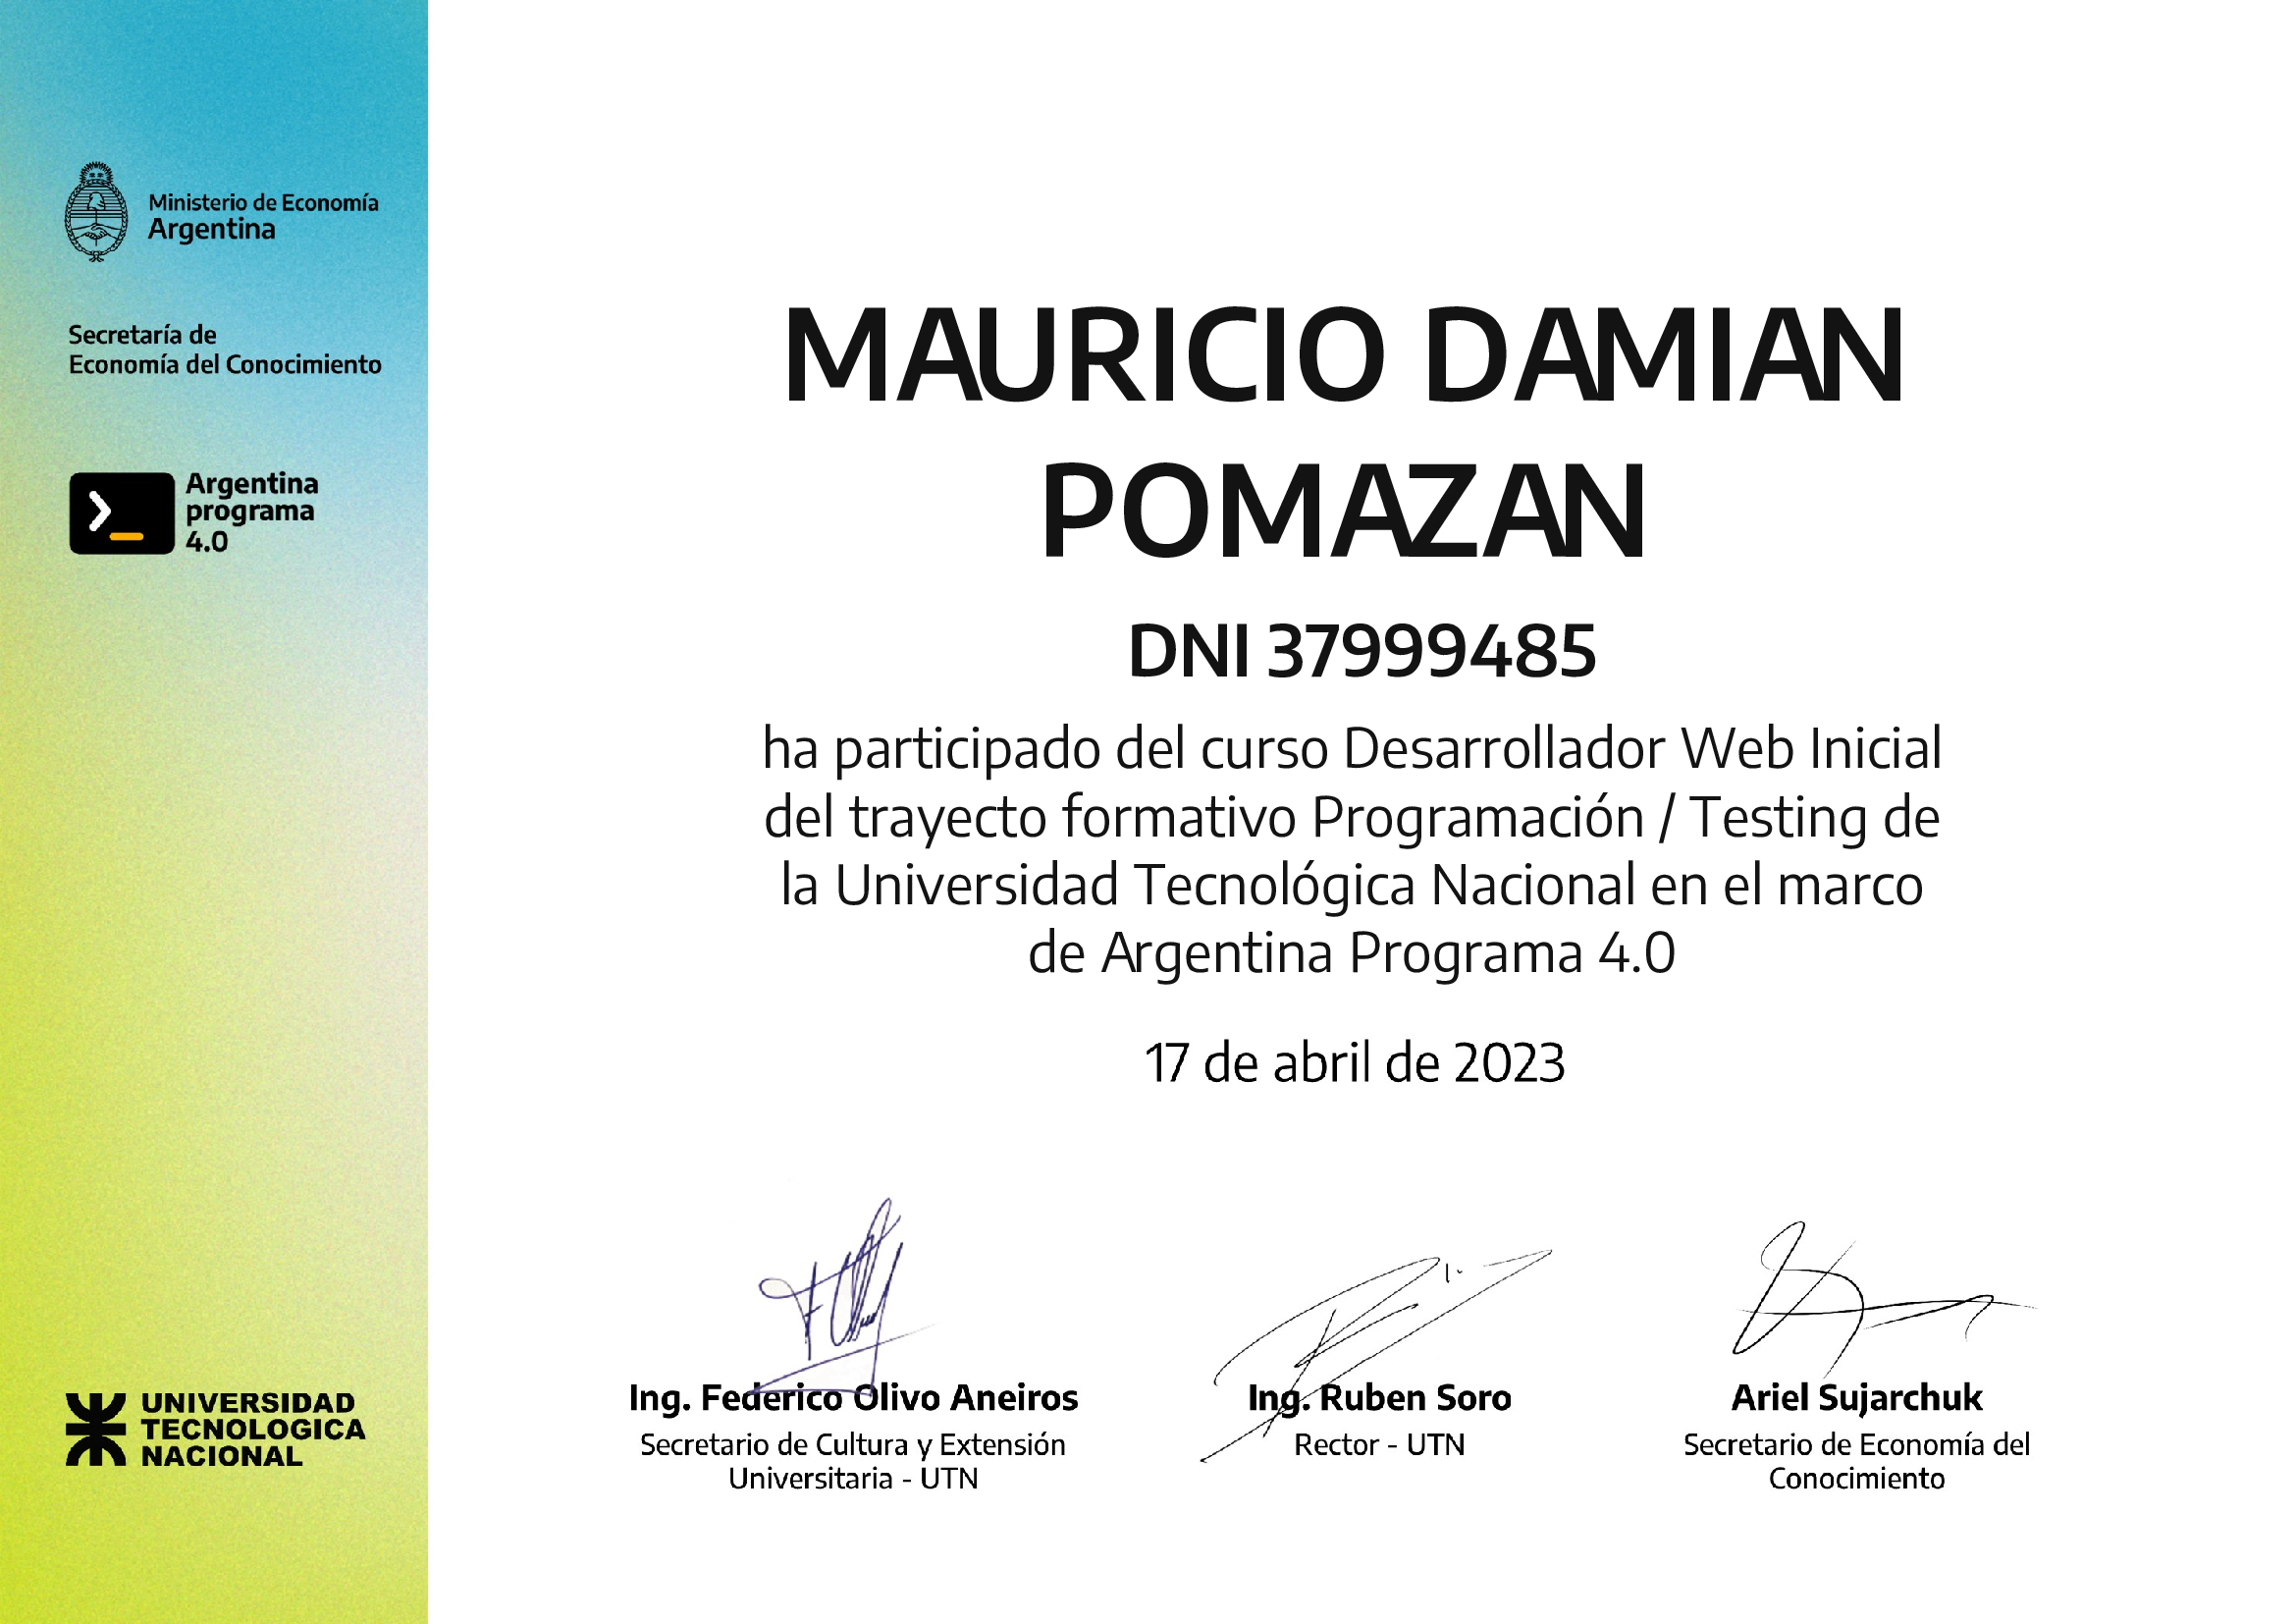 Ministerio de Economía
Argentina
Secretaría de
Economía del Conocimiento
Argentina
programa
4.0
MAURICIO DAMIAN
POMAZAN
DNI 37999485
ha participado del curso Desarrollador Web Inicial
del trayecto formativo Programación / Testing de
la Universidad Tecnológica Nacional en el marco
de Argentina Programa 4.0
17 de abril de 2023
Ing. Federico Olivo Aneiros
Secretario de Cultura y Extensión
Universitaria - UTN
Ing. Ruben Soro
Rector - UTN
Ariel Sujarchuk
Secretario de Economía del
Conocimiento
UNIVERSIDAD
TECNOLOGICA
NACIONAL